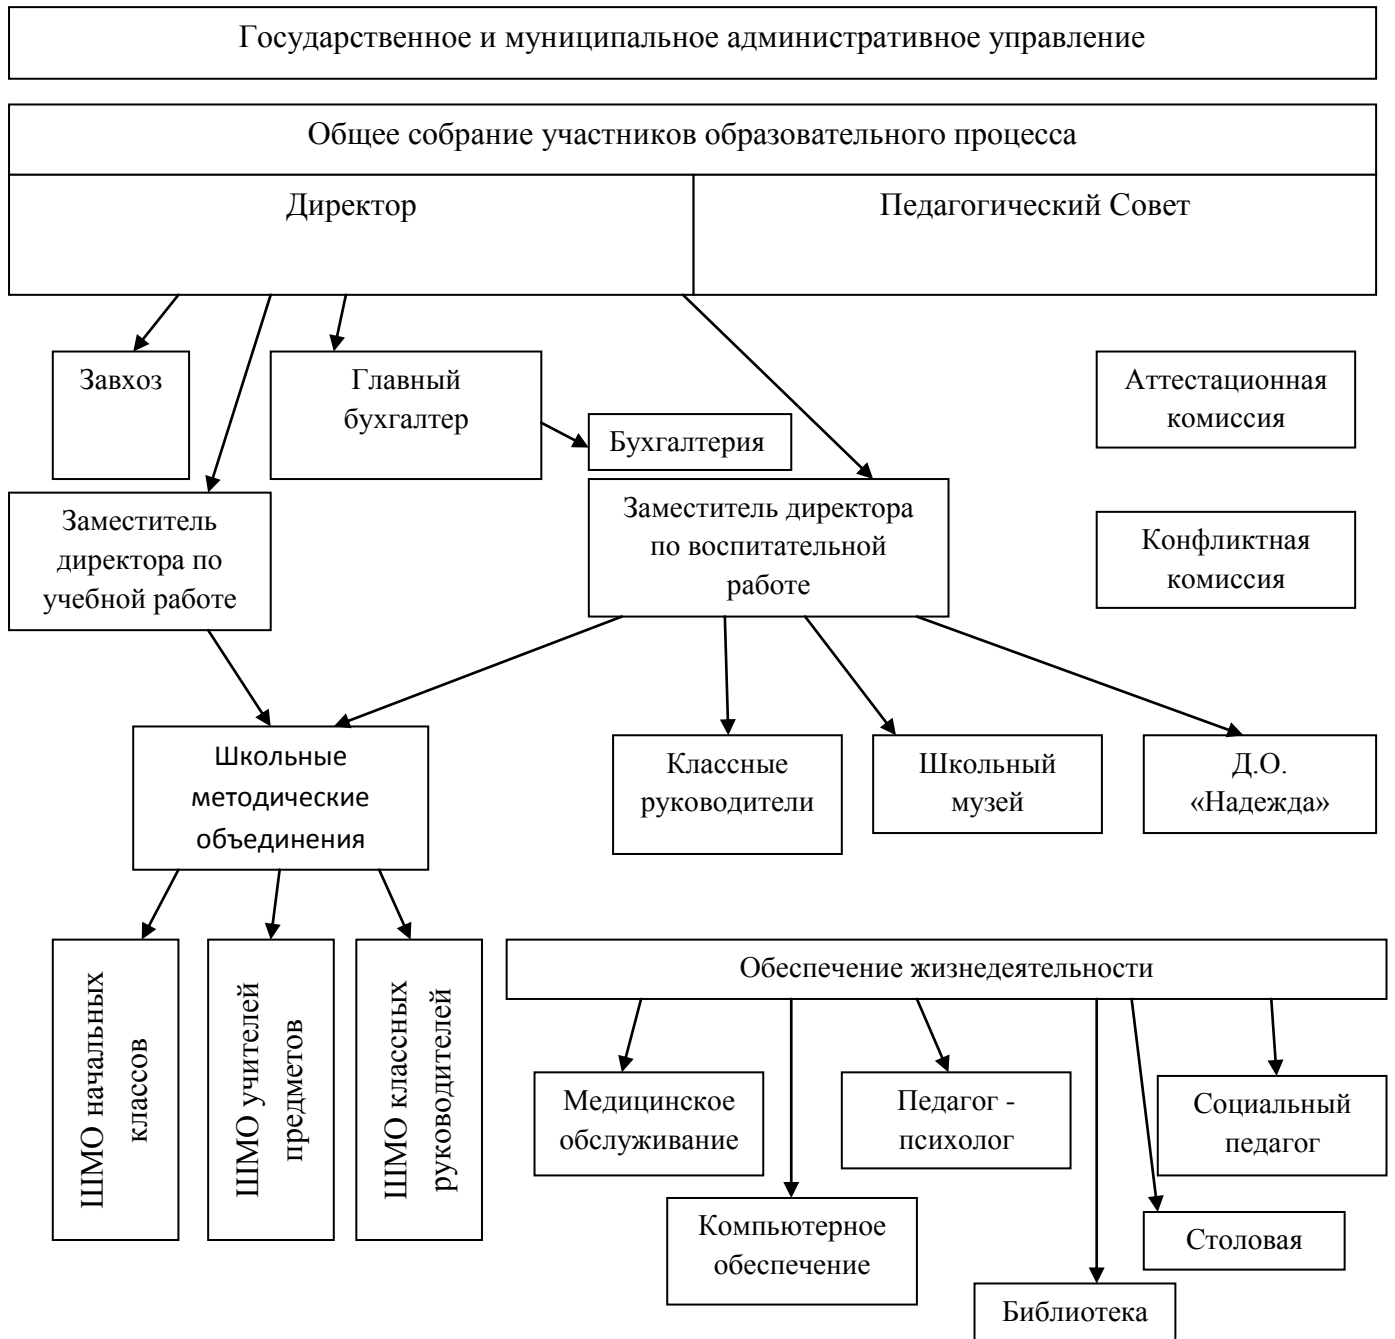 Государственное и муниципальное административное управление
Общее собрание участников образовательного процесса
Директор
Педагогический Совет
Завхоз
Главный
бухгалтер
Бухгалтерия
Аттестационная
комиссия
Заместитель
директора по
учебной работе
Заместитель директора
по воспитательной
работе
Конфликтная
комиссия
Школьные
методические
объединения
Классные
руководители
Школьный
музей
Д.О.
«Надежда»
ШМО начальных
классов
ШМО учителей
предметов
ШМО классных
руководителей
Обеспечение жизнедеятельности
Медицинское
обслуживание
Педагог -
психолог
Социальный
педагог
Компьютерное
обеспечение
Столовая
Библиотека